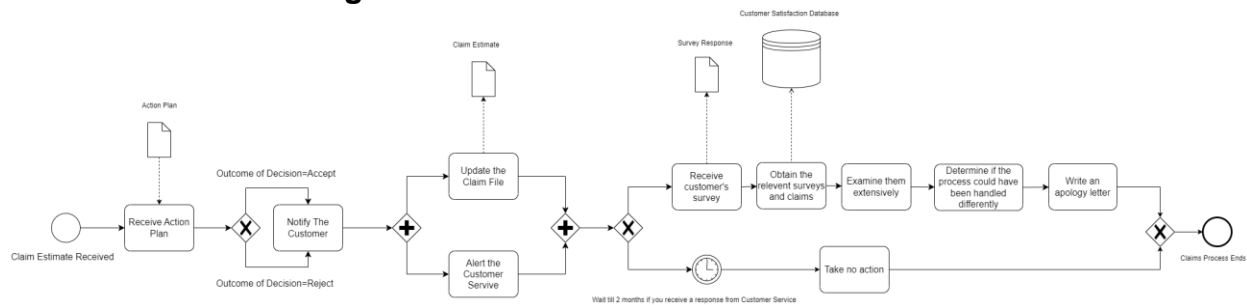 Customer Satisfaction Database
Claim Estimate
Survey Response
Action Plan
Outcome of Decision=Accept
Update the
Claim File
Receive
customer's
survey
Obtain the
relevent surveys
and claims
Examine them
extensively
Determine if the
process could have
been handled
differently
Write an
apology letter
Receive Action
Plan
Notify The
Customer
Claim Estimate Received
Outcome of Decision=Reject
Alert the
Customer
Servive
Take no action
Claims Process Ends
Wait till 2 months if you receive a response from Customer Service